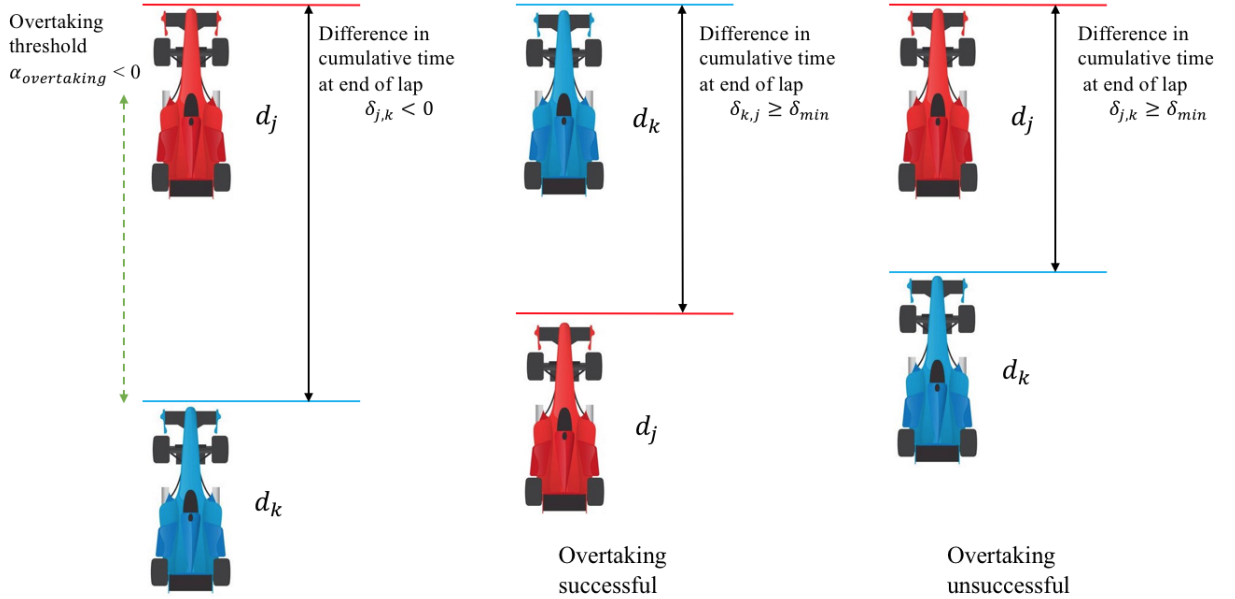 Overtaking
threshold
α_overtaking < 0
d_j
Difference in
cumulative time
at end of lap
δ_j,k < 0
d_k
d_k
Difference in
cumulative time
at end of lap
δ_k,j ≥ δ_min
d_j
Overtaking
successful
d_j
Difference in
cumulative time
at end of lap
δ_j,k ≥ δ_min
d_k
Overtaking
unsuccessful